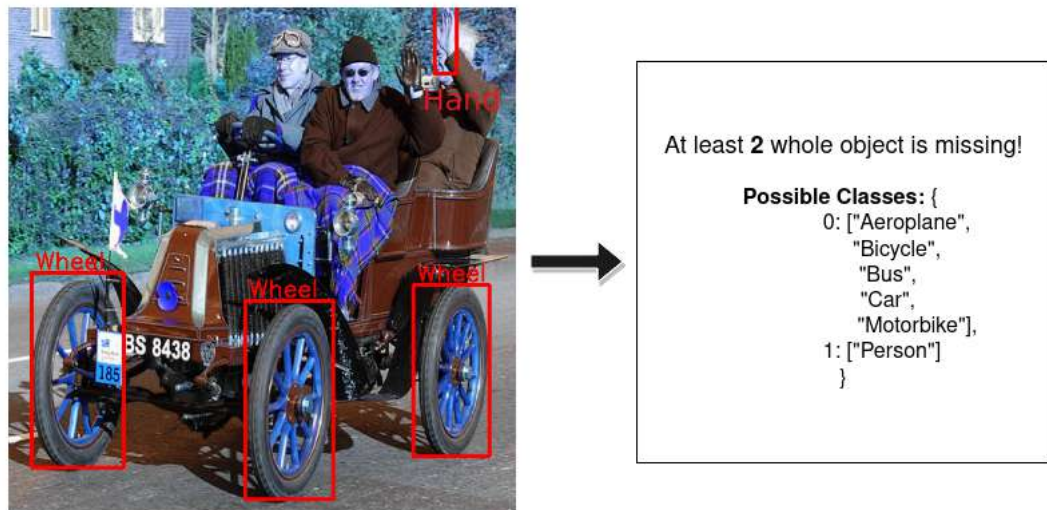 Hand
Wheel
Wheel
Wheel
BS 8438
185
At least 2 whole object is missing!
Possible Classes: {
0: ["Aeroplane",
"Bicycle",
"Bus",
"Car",
"Motorbike"],
1: ["Person"]
}